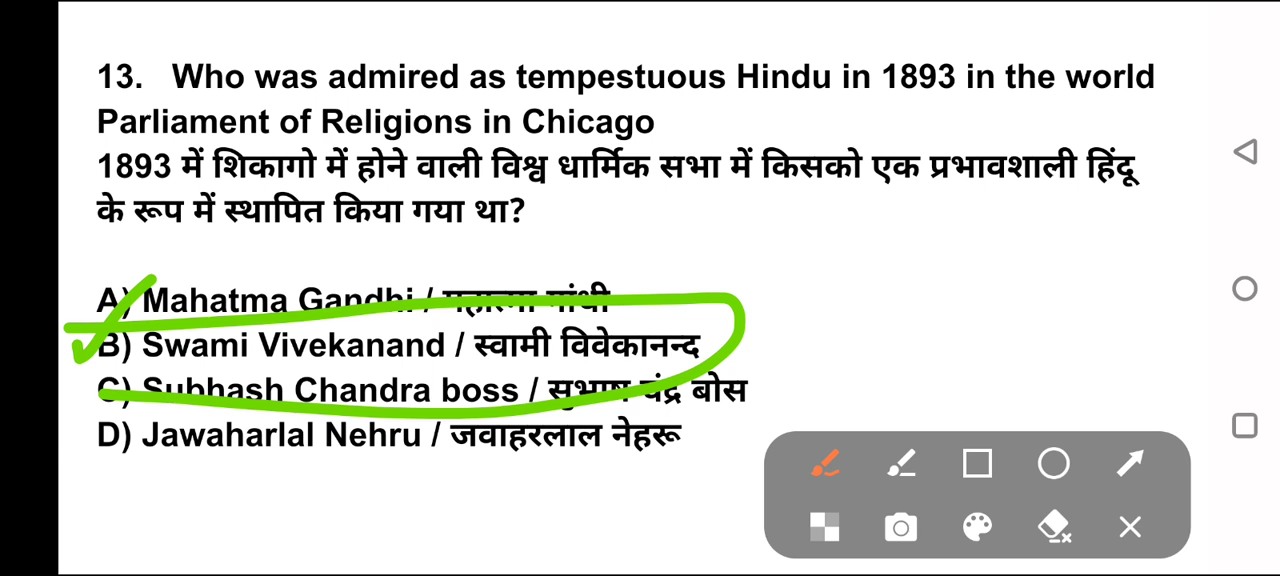 13. Who was admired as tempestuous Hindu in 1893 in the world
Parliament of Religions in Chicago
1893 में शिकागो में होने वाली विश्व धार्मिक सभा में किसको एक प्रभावशाली हिंदू
के रूप में स्थापित किया गया था?
A) Mahatma Gandhi / महात्मा गांधी
B) Swami Vivekanand / स्वामी विवेकानन्द
C) Subhash Chandra boss / सुभाष चंद्र बोस
D) Jawaharlal Nehru / जवाहरलाल नेहरू